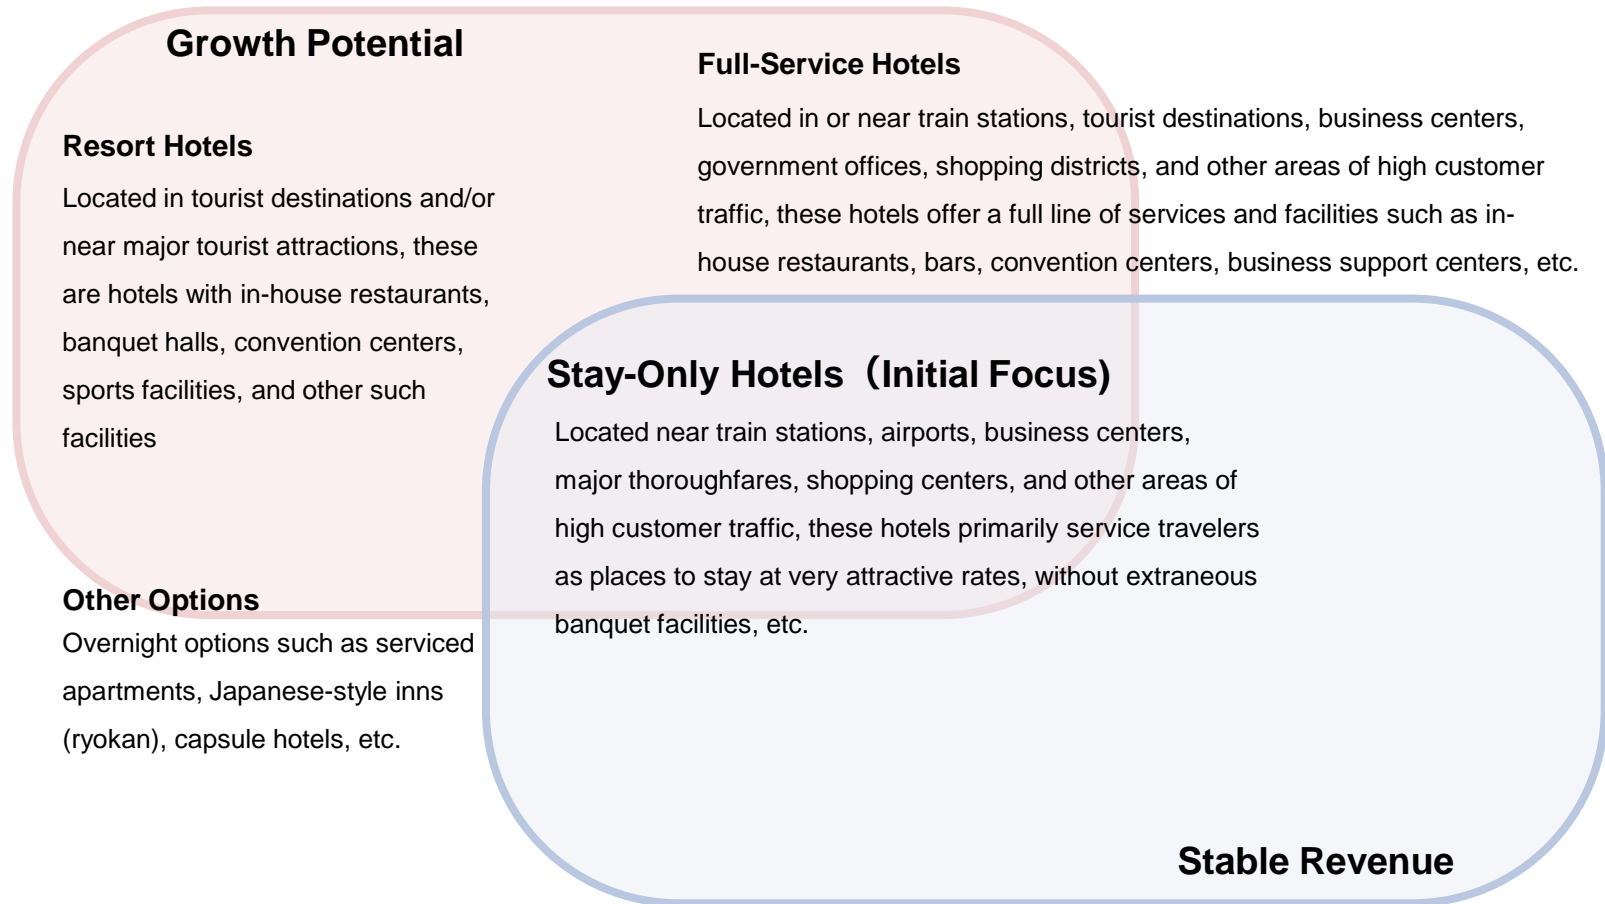 Growth Potential
Resort Hotels
Located in tourist destinations and/or
near major tourist attractions, these
are hotels with in-house restaurants,
banquet halls, convention centers,
sports facilities, and other such
facilities
Full-Service Hotels
Located in or near train stations, tourist destinations, business centers,
government offices, shopping districts, and other areas of high customer
traffic, these hotels offer a full line of services and facilities such as in-
house restaurants, bars, convention centers, business support centers, etc.
Stay-Only Hotels（Initial Focus)
Located near train stations, airports, business centers,
major thoroughfares, shopping centers, and other areas of
high customer traffic, these hotels primarily service travelers
as places to stay at very attractive rates, without extraneous
banquet facilities, etc.
Other Options
Overnight options such as serviced
apartments, Japanese-style inns
(ryokan), capsule hotels, etc.
Stable Revenue